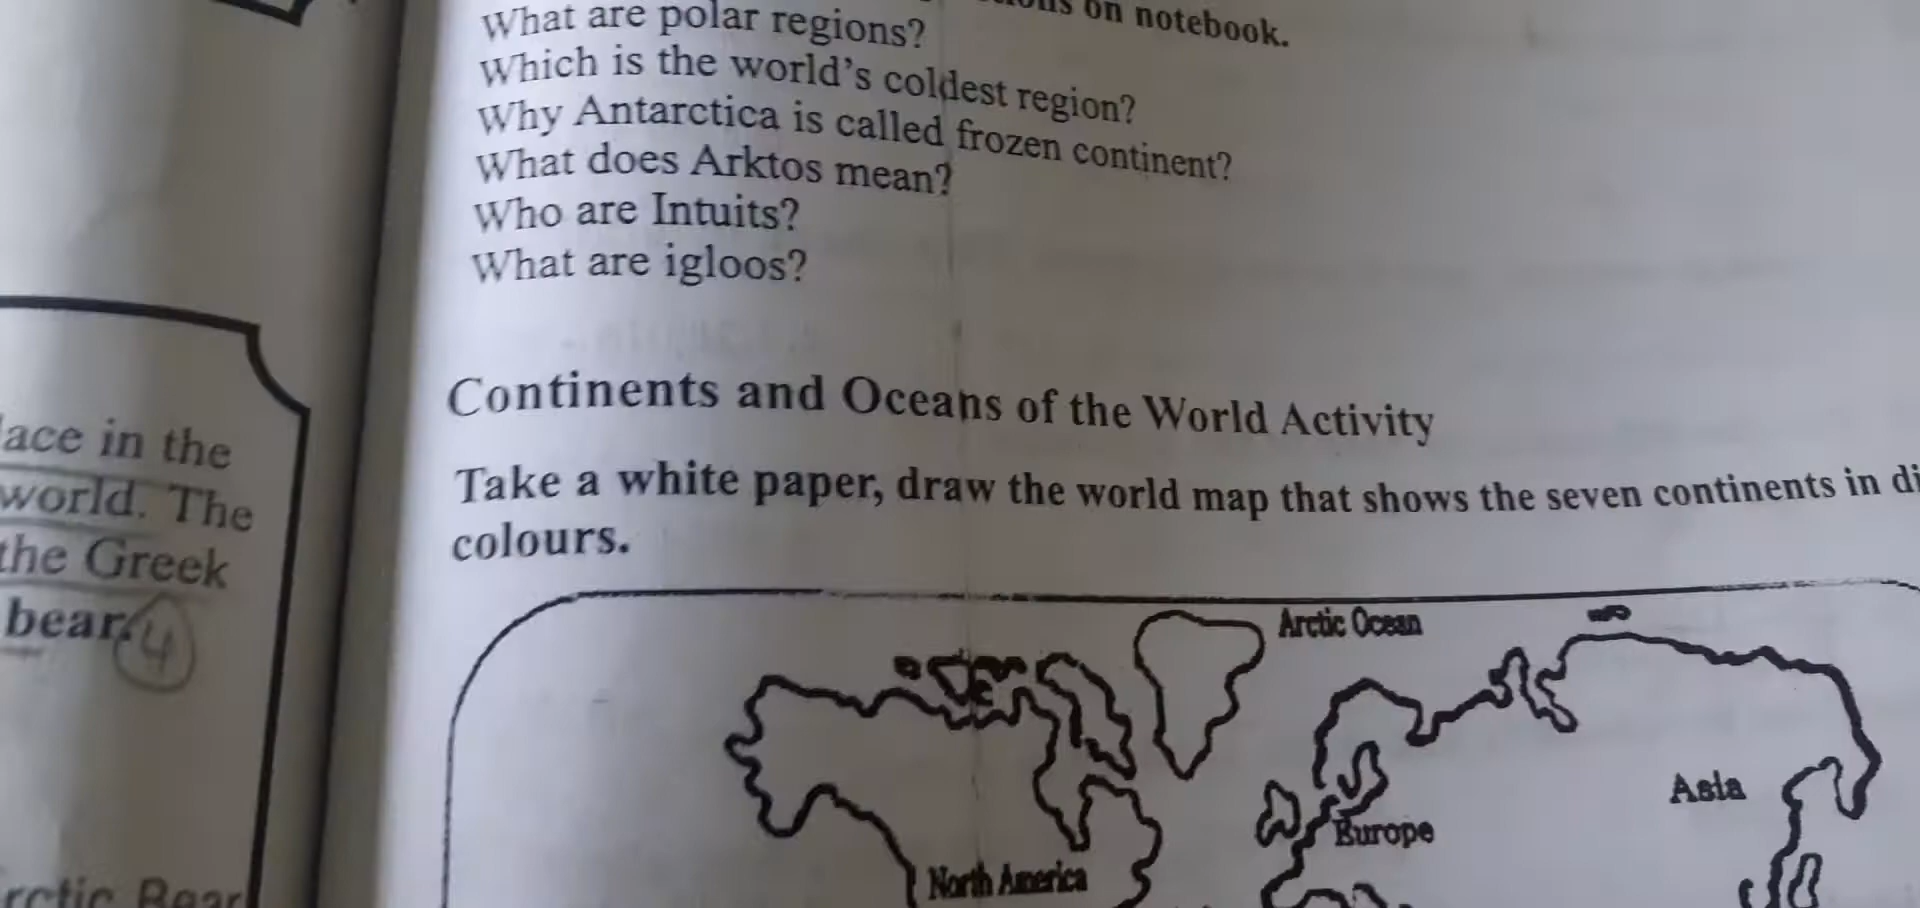 on notebook.
What are polar regions?
Which is the world's coldest region?
Why Antarctica is called frozen continent?
What does Arktos mean?
Who are Intuits?
What are igloos?
Continents and Oceans of the World Activity
Take a white paper, draw the world map that shows the seven continents in
colours.
Arctic Ocean
Asia
Europe
North America
in the
world. The
the Greek
bear.
4
Bear